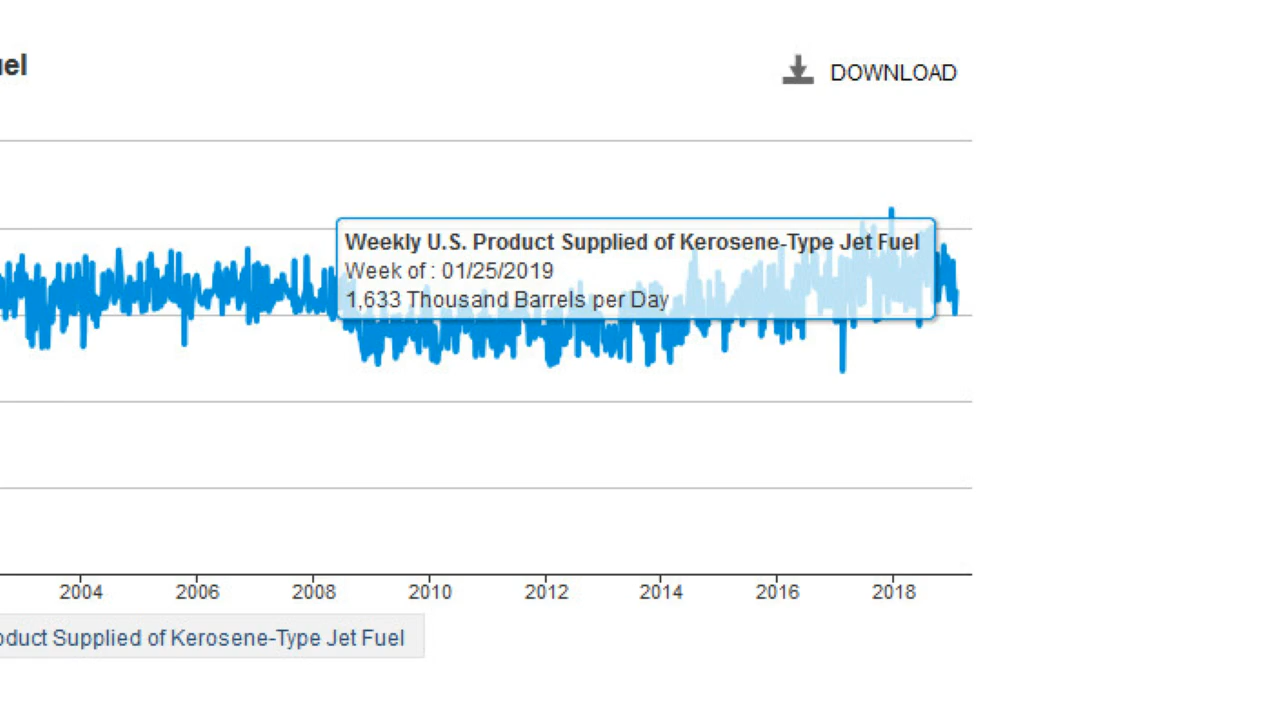 uel
DOWNLOAD
Weekly U.S. Product Supplied of Kerosene-Type Jet Fuel
Week of : 01/25/2019
1,633 Thousand Barrels per Day
2004 2006 2008 2010 2012 2014 2016 2018
oduct Supplied of Kerosene-Type Jet Fuel